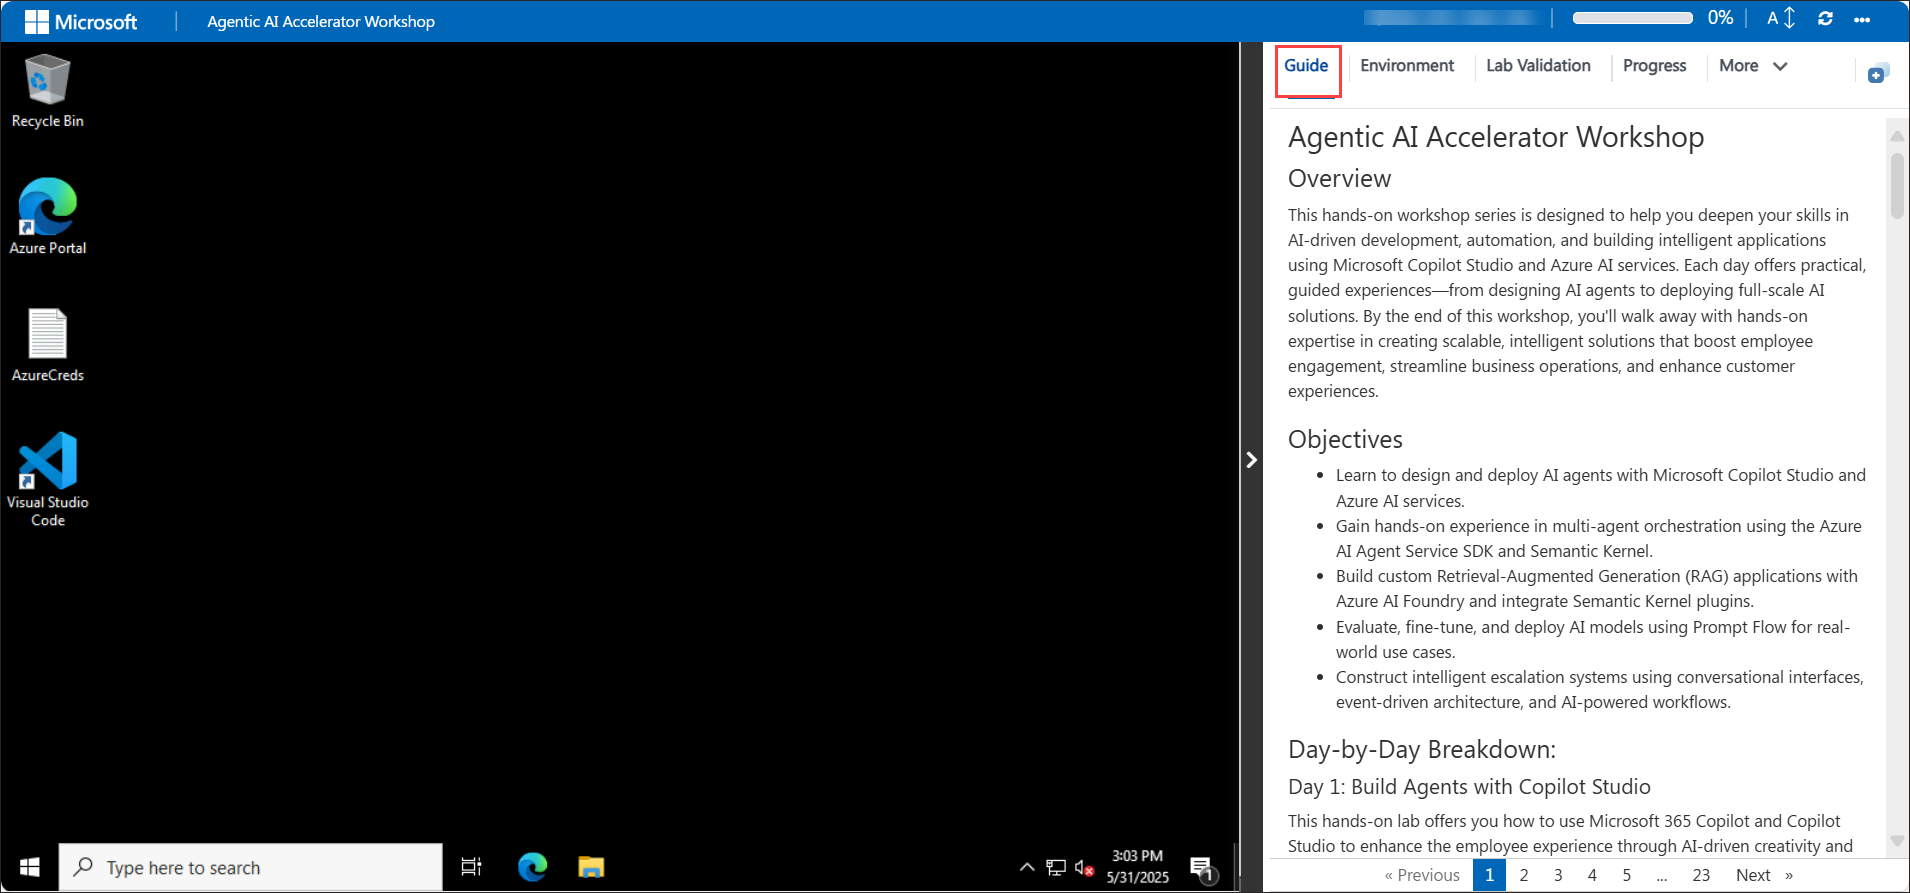 Microsoft
Agentic AI Accelerator Workshop
0%
A
Recycle Bin
Azure Portal
AzureCreds
Visual Studio
Code
Type here to search
3:03 PM
5/31/2025
1
Guide
Environment
Lab Validation
Progress
More
Agentic AI Accelerator Workshop
Overview
This hands-on workshop series is designed to help you deepen your skills in
AI-driven development, automation, and building intelligent applications
using Microsoft Copilot Studio and Azure AI services. Each day offers practical,
guided experiences—from designing AI agents to deploying full-scale AI
solutions. By the end of this workshop, you'll walk away with hands-on
expertise in creating scalable, intelligent solutions that boost employee
engagement, streamline business operations, and enhance customer
experiences.
Objectives
• Learn to design and deploy AI agents with Microsoft Copilot Studio and
Azure AI services.
• Gain hands-on experience in multi-agent orchestration using the Azure
AI Agent Service SDK and Semantic Kernel.
• Build custom Retrieval-Augmented Generation (RAG) applications with
Azure AI Foundry and integrate Semantic Kernel plugins.
• Evaluate, fine-tune, and deploy AI models using Prompt Flow for real-
world use cases.
• Construct intelligent escalation systems using conversational interfaces,
event-driven architecture, and AI-powered workflows.
Day-by-Day Breakdown:
Day 1: Build Agents with Copilot Studio
This hands-on lab offers you how to use Microsoft 365 Copilot and Copilot
Studio to enhance the employee experience through AI-driven creativity and
« Previous 1 2 3 4 5 ... 23 Next »